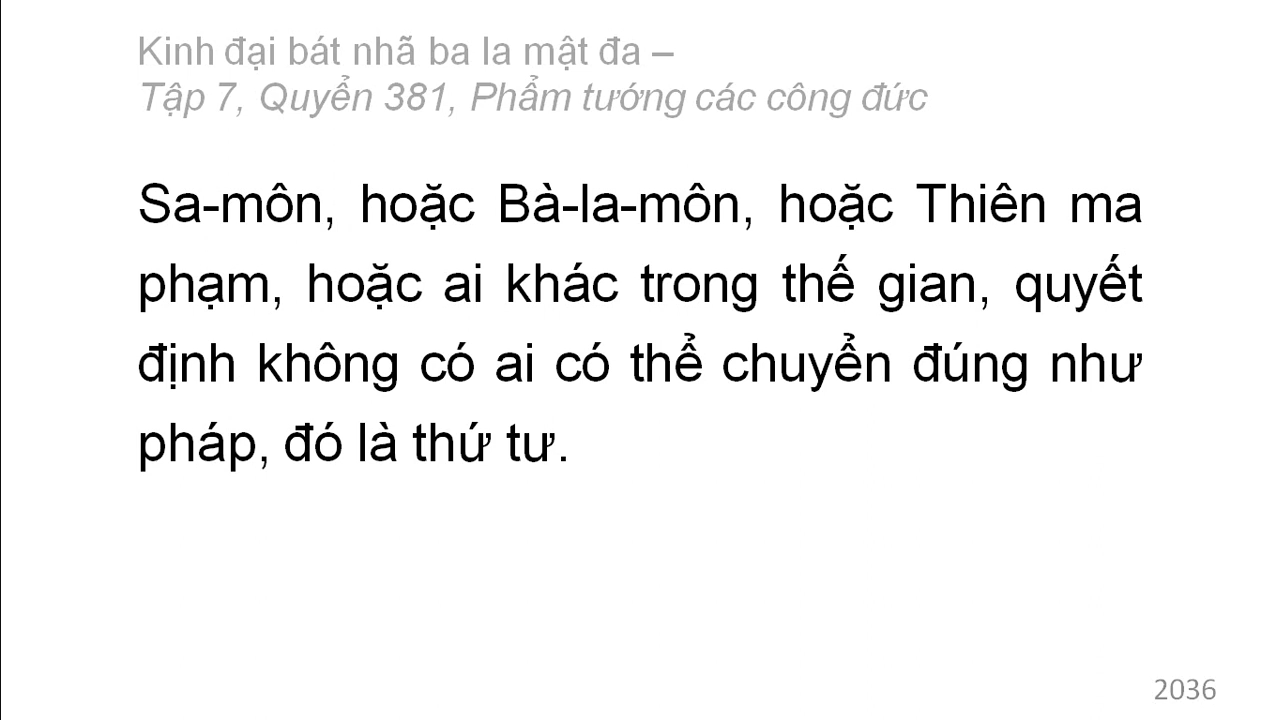 Kinh đại bát nhã ba la mật đa –
Tập 7, Quyển 381, Phẩm tướng các công đức
Sa-môn, hoặc Bà-la-môn, hoặc Thiên ma
phạm, hoặc ai khác trong thế gian, quyết
định không có ai có thể chuyển đúng như
pháp, đó là thứ tư.
2036